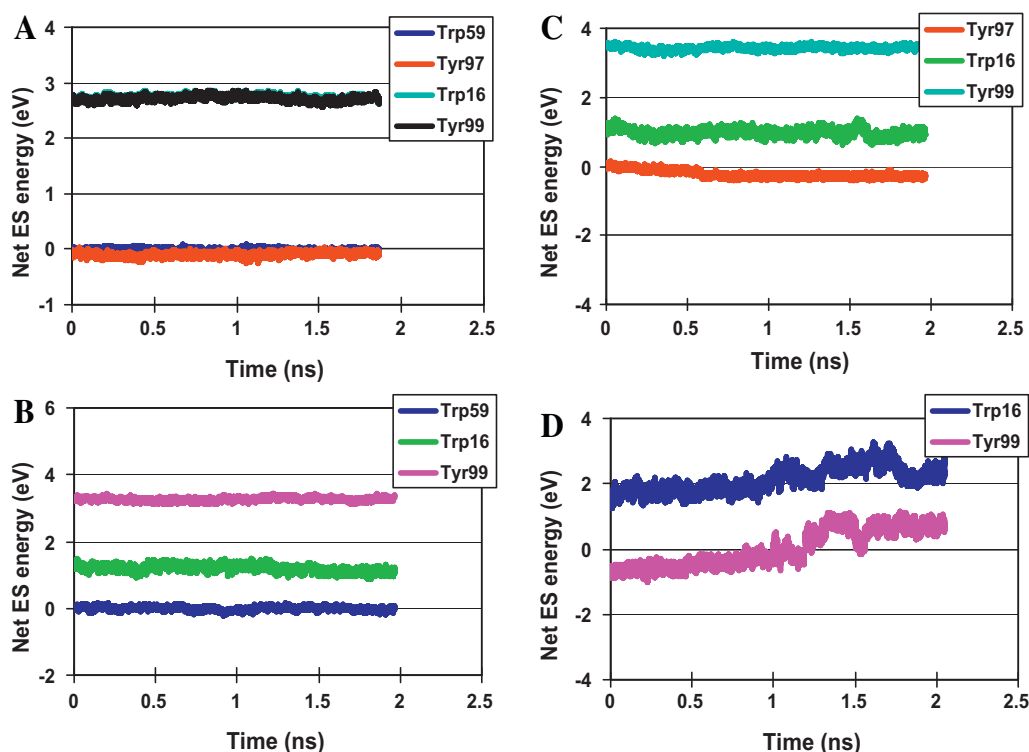 A
Net ES energy (eV)
4
3
2
1
0
-1
0 0.5 1 1.5 2 2.5
Time (ns)
Trp59
Tyr97
Trp16
Tyr99
C
Net ES energy (eV)
4
2
0
-2
-4
0 0.5 1 1.5 2 2.5
Time (ns)
Tyr97
Trp16
Tyr99
B
Net ES energy (eV)
6
4
2
0
-2
0 0.5 1 1.5 2 2.5
Time (ns)
Trp59
Trp16
Tyr99
D
Net ES energy (eV)
4
2
0
-2
-4
0 0.5 1 1.5 2 2.5
Time (ns)
Trp16
Tyr99